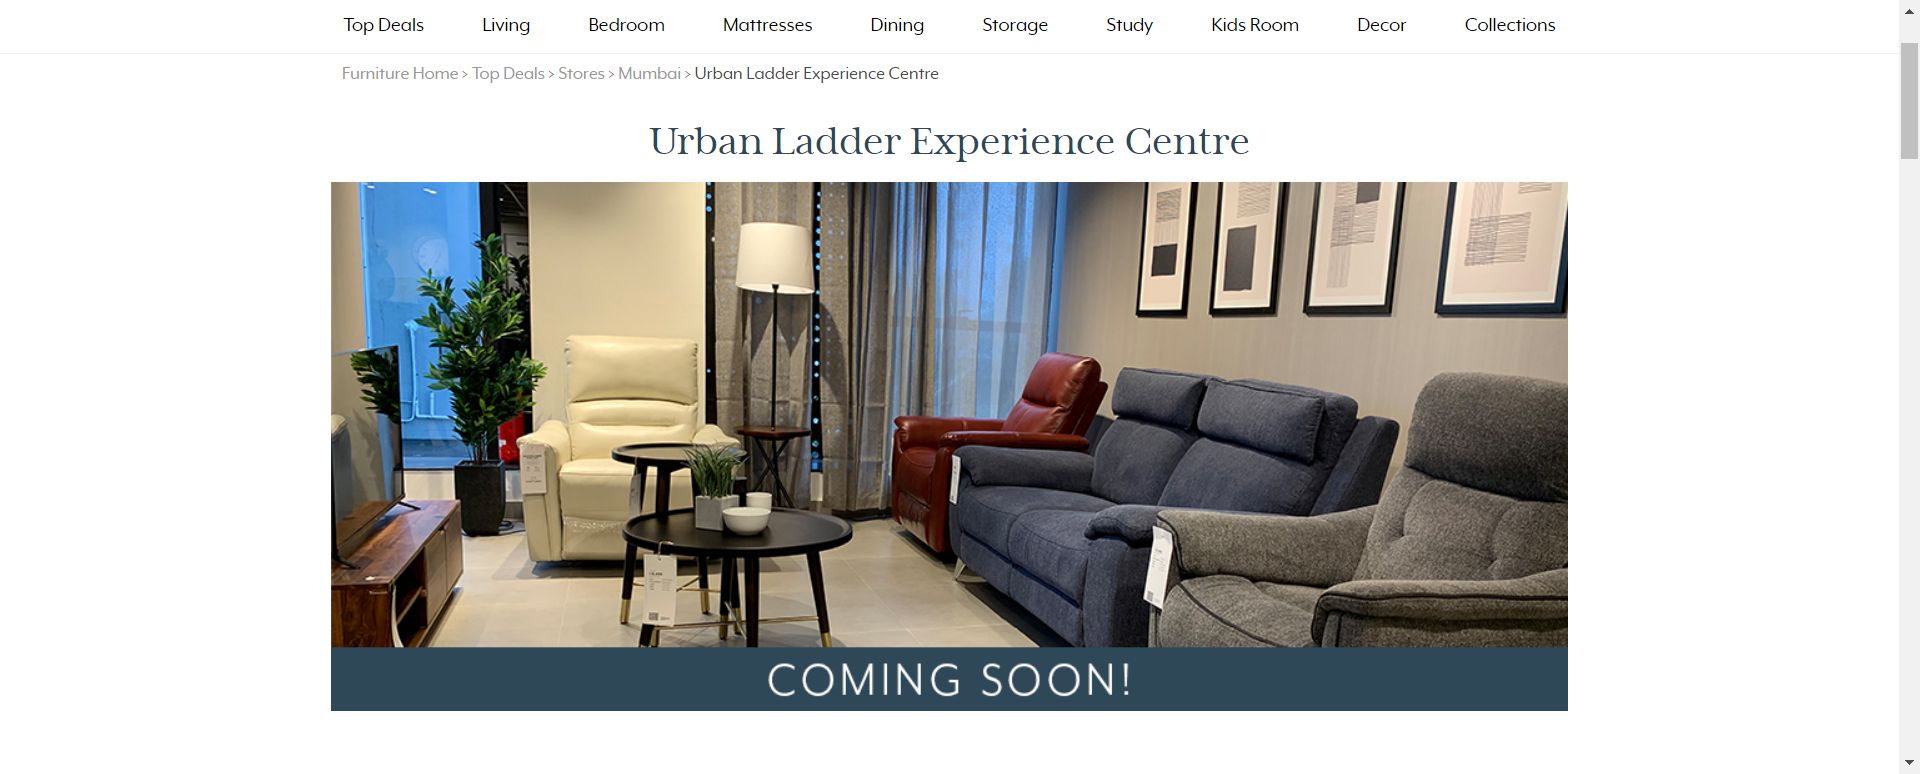 Top Deals Living Bedroom Mattresses Dining Storage Study Kids Room Decor Collections
Furniture Home > Top Deals > Stores > Mumbai > Urban Ladder Experience Centre
Urban Ladder Experience Centre
COMING SOON!